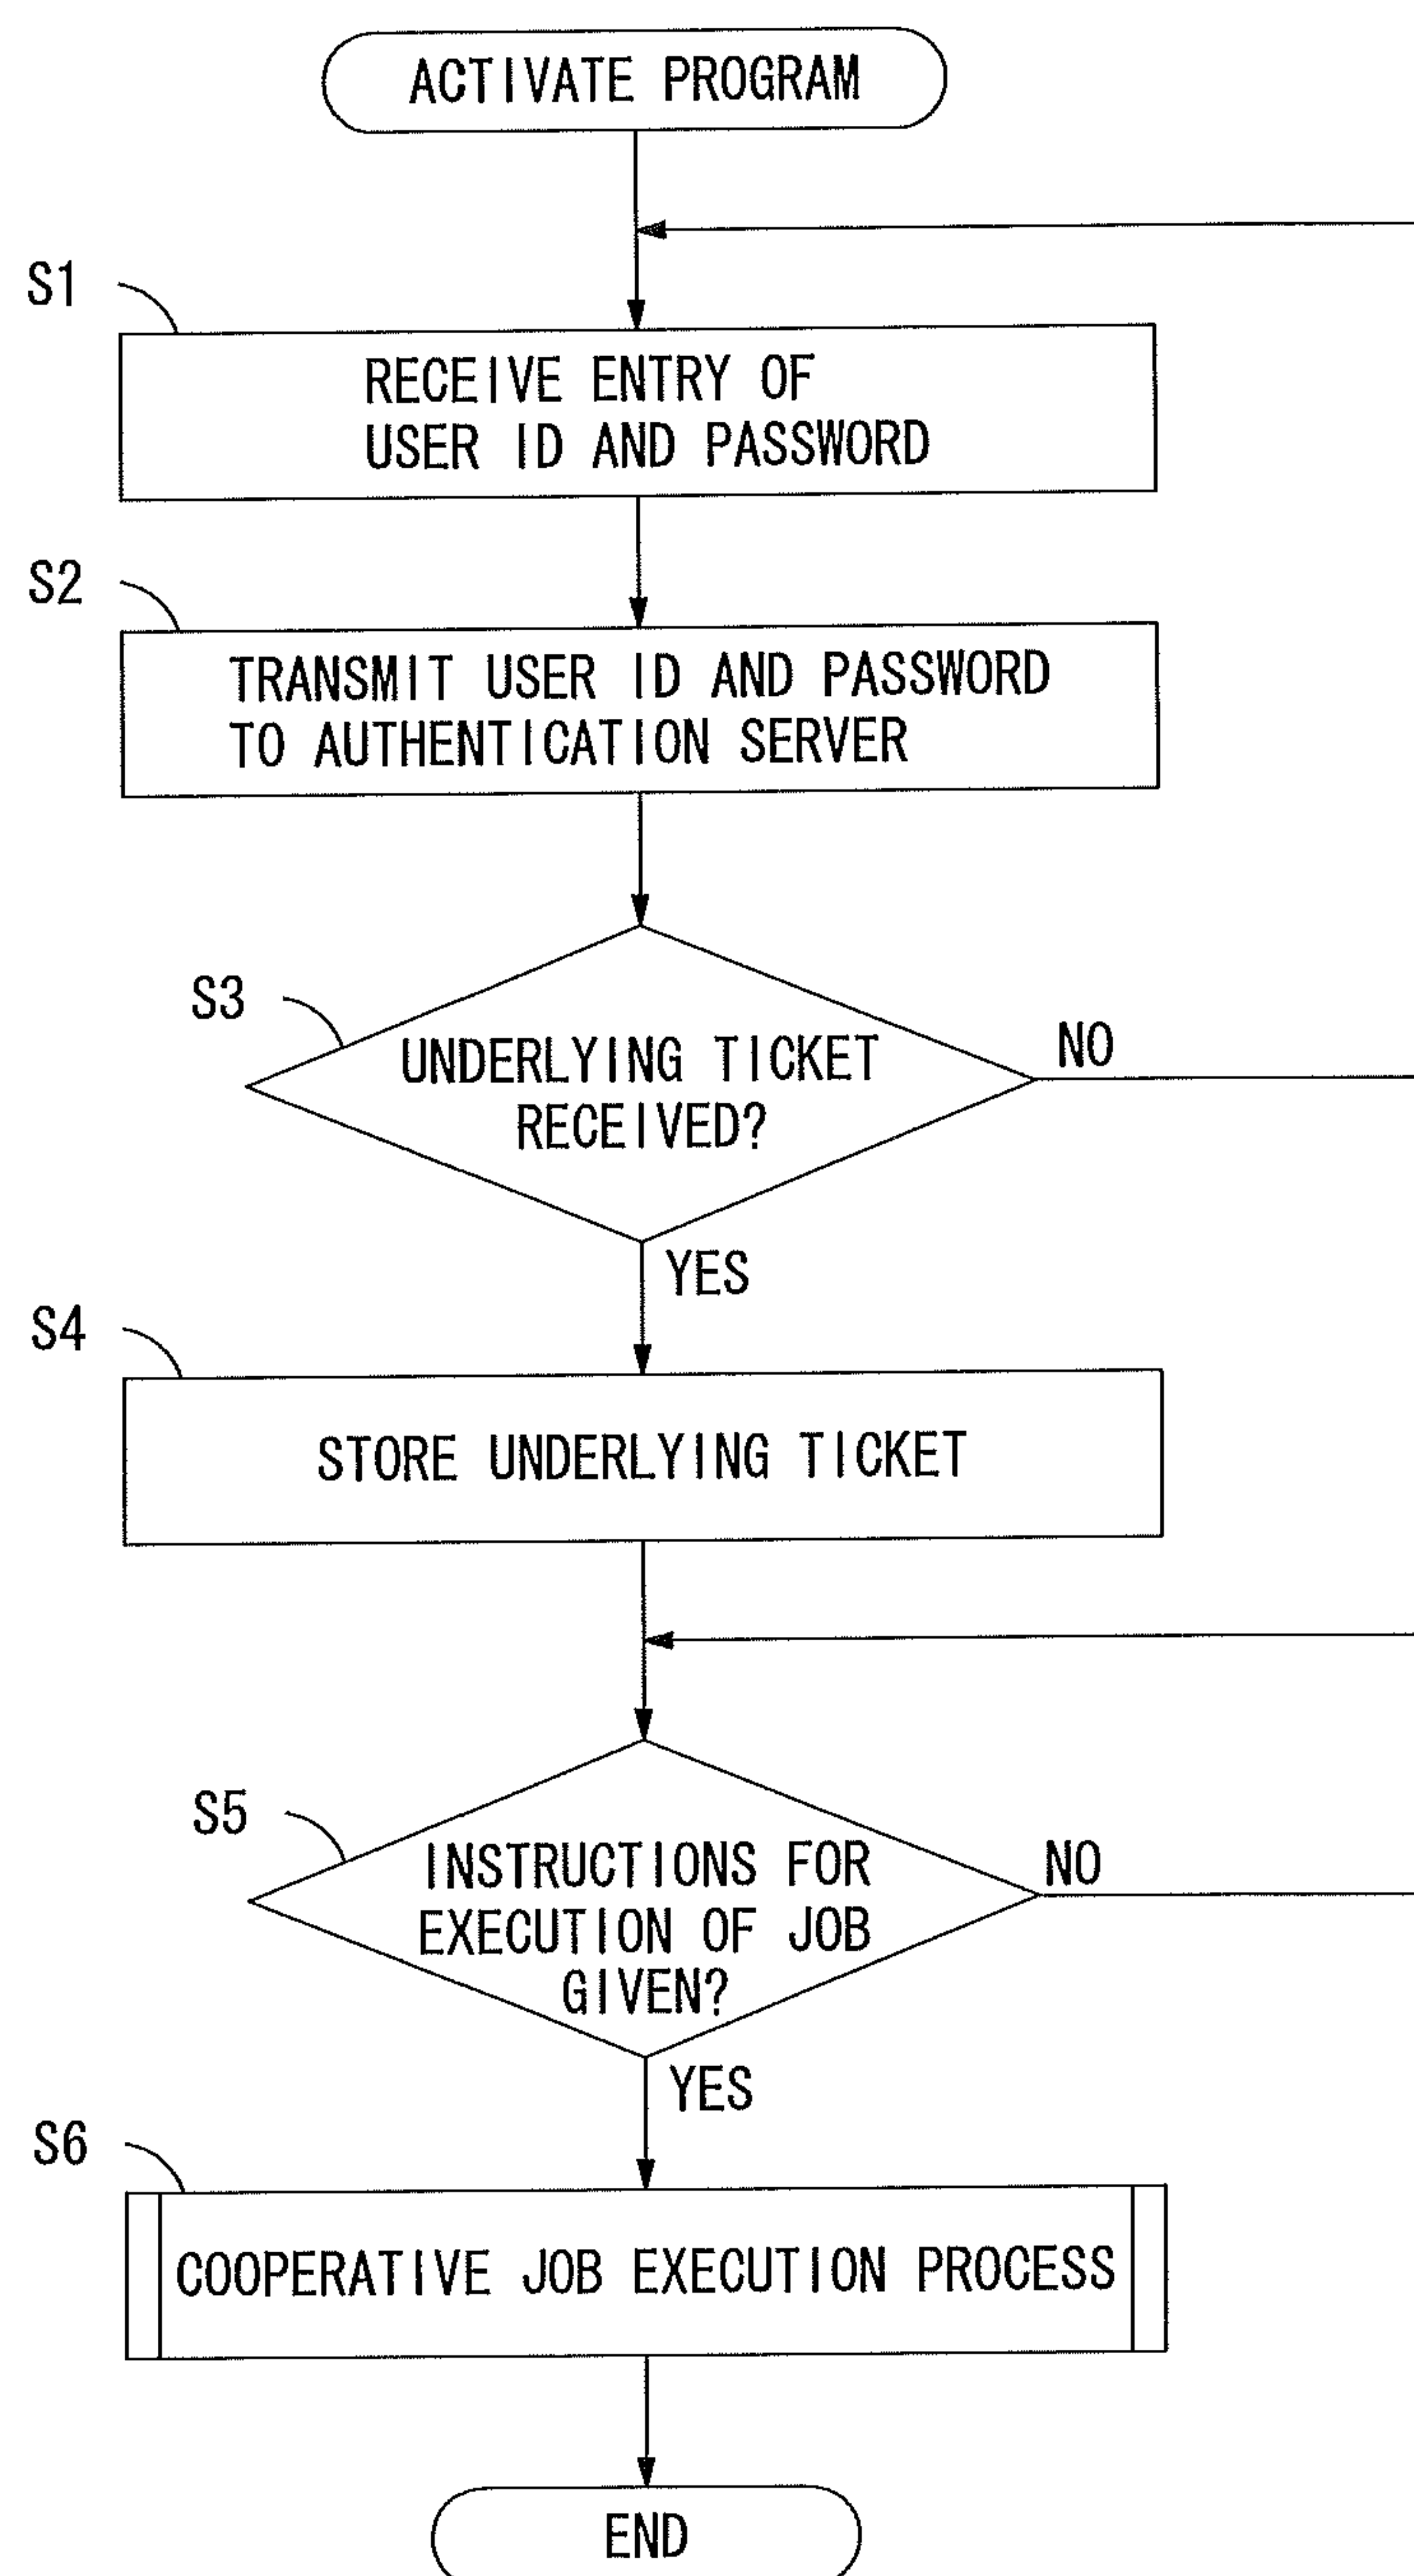 ACTIVATE PROGRAM
S1
RECEIVE ENTRY OF
USER ID AND PASSWORD
S2
TRANSMIT USER ID AND PASSWORD
TO AUTHENTICATION SERVER
S3
UNDERLYING TICKET
RECEIVED?
NO
YES
S4
STORE UNDERLYING TICKET
S5
INSTRUCTIONS FOR
EXECUTION OF JOB
GIVEN?
NO
YES
S6
COOPERATIVE JOB EXECUTION PROCESS
END